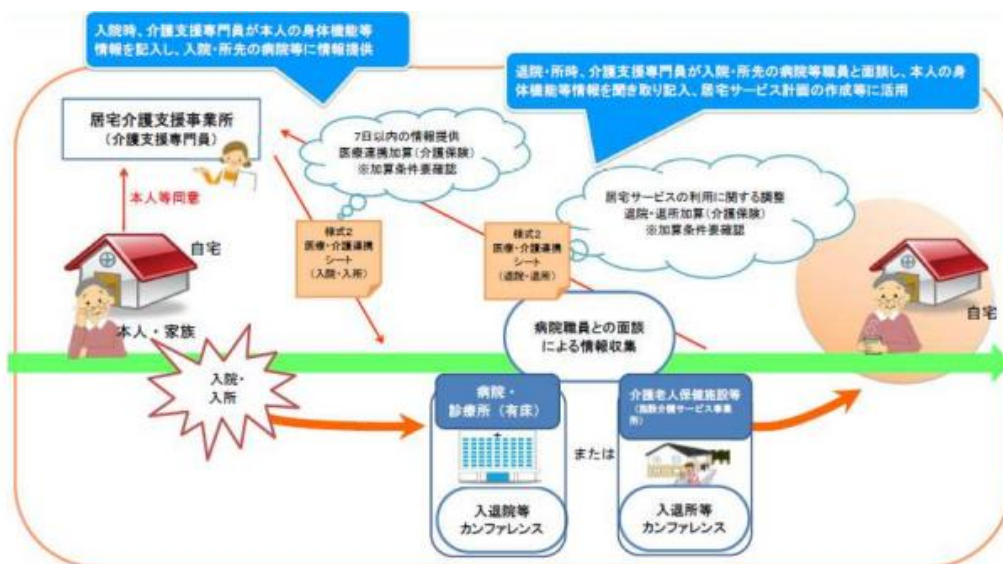 入院時、介護支援専門員が本人の身体機能等
情報を記入し、入院・所先の病院等に情報提供
退院・所時、介護支援専門員が入院・所先の病院等職員と面談し、本人の身
体機能等情報を聞き取り記入、居宅サービス計画の作成等に活用
居宅介護支援事業所
（介護支援専門員）
7日以内の情報提供
医療連携加算（介護保険）
※加算条件要確認
居宅サービスの利用に関する調整
退院・退所加算（介護保険）
※加算条件要確認
本人等同意
自宅
様式2
医療・介護連携
シート
（入院・入所）
様式2
医療・介護連携
シート
（退院・退所）
本人・家族
病院職員との面談
による情報収集
自宅
入院・
入所
病院・
診療所（有床）
介護老人保健施設等
（施設介護サービス事業
所）
または
入退院等
カンファレンス
入退所等
カンファレンス